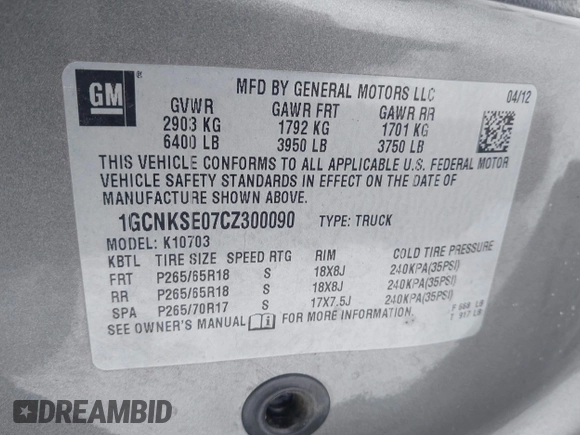 GM
®
MFD BY GENERAL MOTORS LLC
04/12
GVWR GAWR FRT GAWR RR
2903 KG 1792 KG 1701 KG
6400 LB 3950 LB 3750 LB
THIS VEHICLE CONFORMS TO ALL APPLICABLE U.S. FEDERAL MOTOR
VEHICLE SAFETY STANDARDS IN EFFECT ON THE DATE OF
MANUFACTURE SHOWN ABOVE.
1GCNKSE07CZ300090 TYPE: TRUCK
MODEL: K10703
KBTL TIRE SIZE SPEED RTG RIM COLD TIRE PRESSURE
FRT P265/65R18 S 18X8J 240KPA(35PSI)
RR P265/65R18 S 18X8J 240KPA(35PSI)
SPA P265/70R17 S 17X7.5J 240KPA(35PSI)
SEE OWNER'S MANUAL i FOR MORE INFORMATION.
DREAMBID